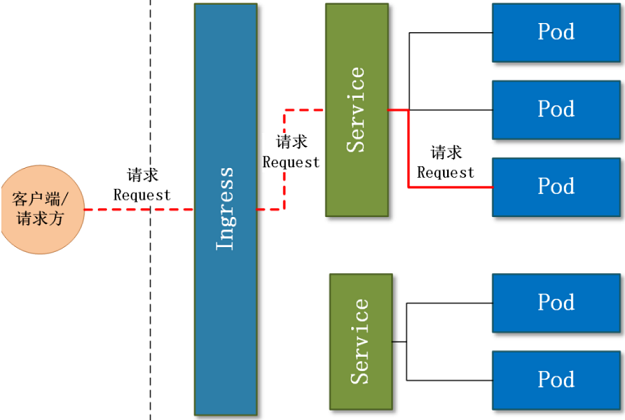 客户端/
请求方
请求
Request
Ingress
请求
Request
Service
请求
Request
Pod
Pod
Pod
Service
Pod
Pod